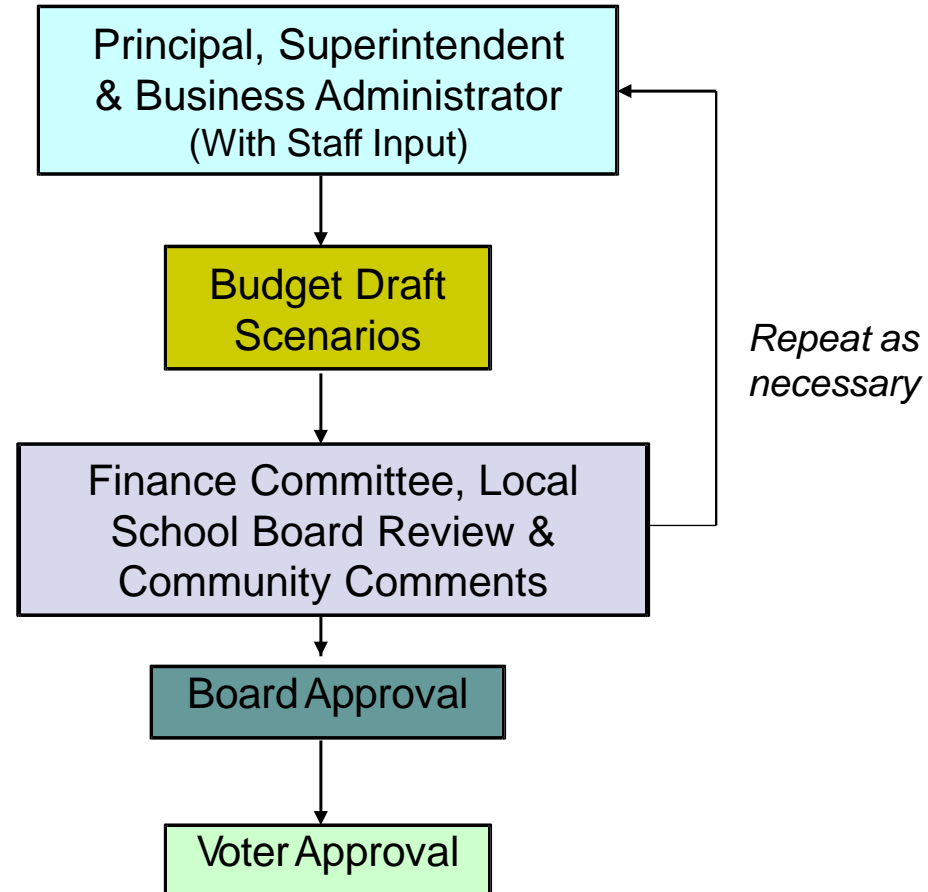 Principal, Superintendent
& Business Administrator
(With Staff Input)
Budget Draft
Scenarios
Repeat as
necessary
Finance Committee, Local
School Board Review &
Community Comments
Board Approval
Voter Approval